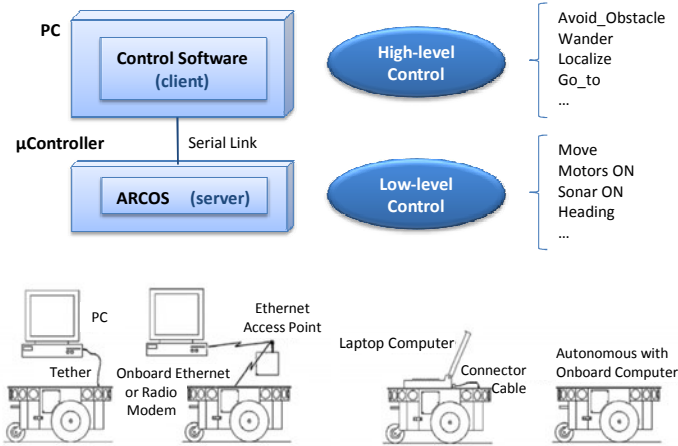 PC
Control Software
(client)
High-level
Control
Avoid_Obstacle
Wander
Localize
Go_to
…
µController
Serial Link
ARCOS (server)
Low-level
Control
Move
Motors ON
Sonar ON
Heading
…
PC
Tether
Ethernet
Access Point
Onboard Ethernet
or Radio
Modem
Laptop Computer
Connector
Cable
Autonomous with
Onboard Computer